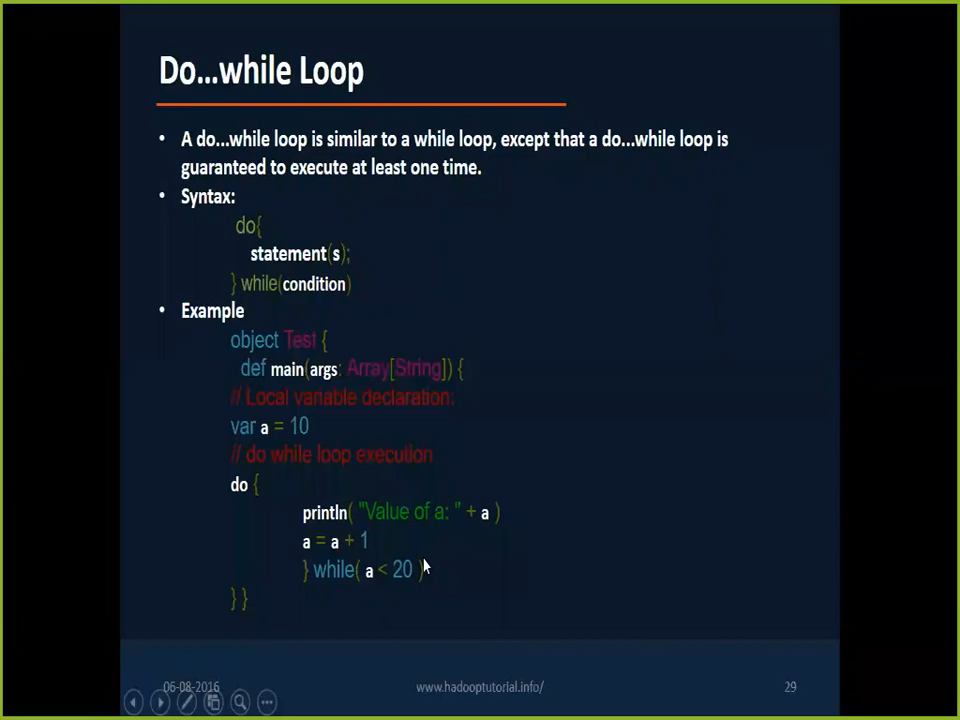 Do...while Loop
• A do...while loop is similar to a while loop, except that a do...while loop is
guaranteed to execute at least one time.
• Syntax:
do{
statement(s);
} while(condition)
• Example
object Test {
def main(args: Array[String]) {
// Local variable declaration:
var a = 10
// do while loop execution
do {
println( "Value of a: " + a )
a = a + 1
} while( a < 20 )
} }
06-08-2016
www.hadooptutorial.info/
29